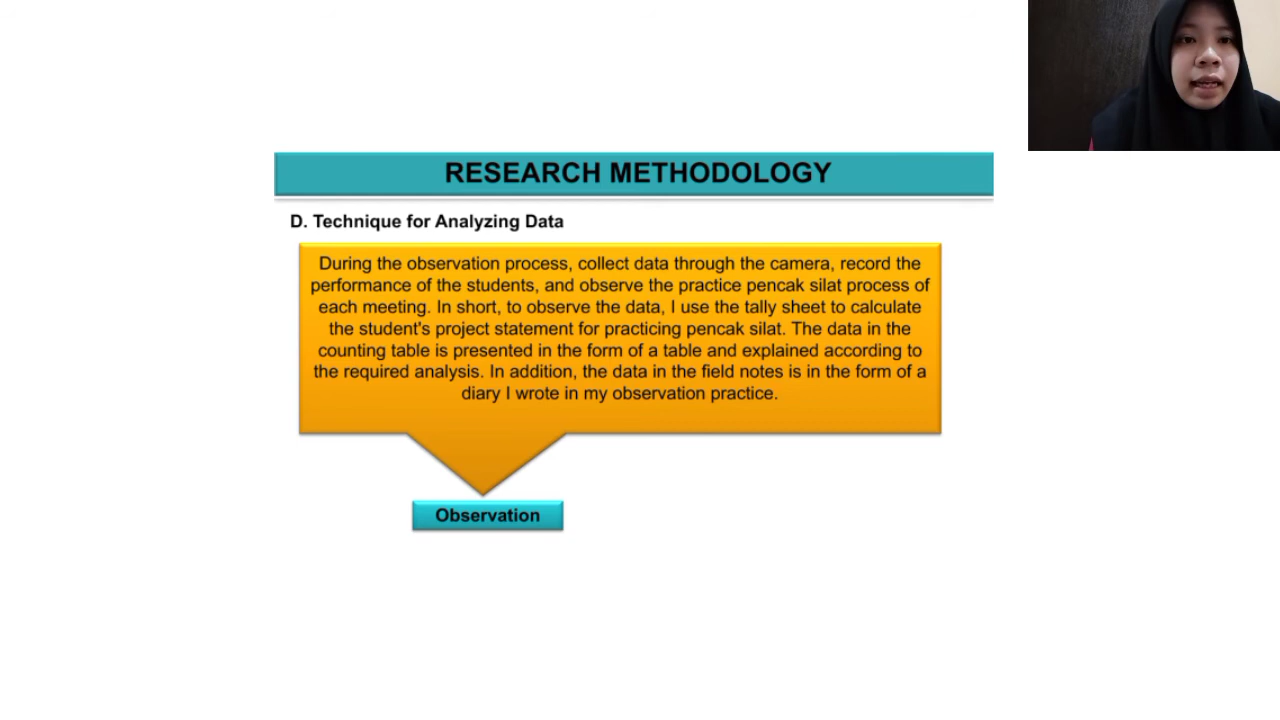 RESEARCH METHODOLOGY
D. Technique for Analyzing Data
During the observation process, collect data through the camera, record the
performance of the students, and observe the practice pencak silat process of
each meeting. In short, to observe the data, I use the tally sheet to calculate
the student's project statement for practicing pencak silat. The data in the
counting table is presented in the form of a table and explained according to
the required analysis. In addition, the data in the field notes is in the form of a
diary I wrote in my observation practice.
Observation